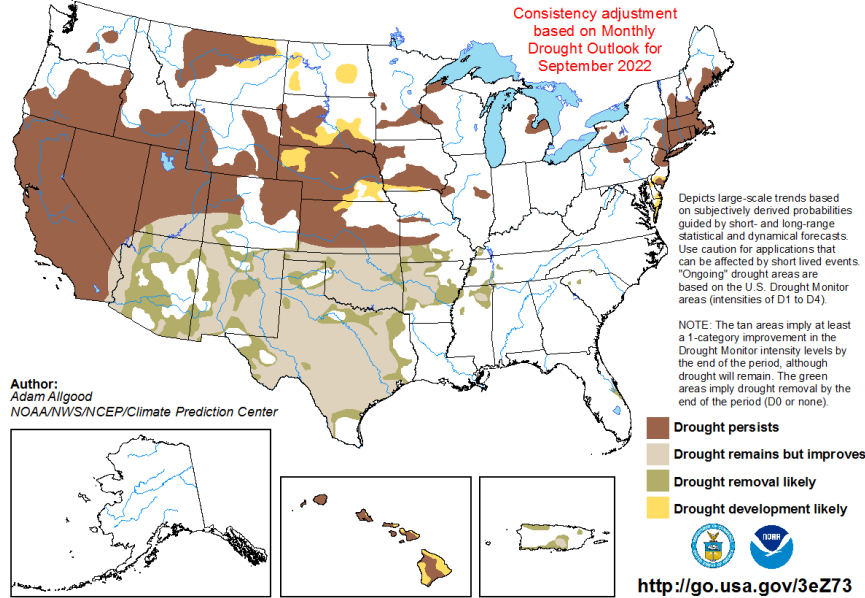 Consistency adjustment
based on Monthly
Drought Outlook for
September 2022
Depicts large-scale trends based
on subjectively derived probabilities
guided by short- and long-range
statistical and dynamical forecasts.
Use caution for applications that
can be affected by short lived events.
"Ongoing" drought areas are
based on the U.S. Drought Monitor
areas (intensities of D1 to D4).
NOTE: The tan areas imply at least
a 1-category improvement in the
Drought Monitor intensity levels by
the end of the period, although
drought will remain. The green
areas imply drought removal by the
end of the period (D0 or none).
Author:
Adam Allgood
NOAA/NWS/NCEP/Climate Prediction Center
Drought persists
Drought remains but improves
Drought removal likely
Drought development likely
noaa
http://go.usa.gov/3eZ73